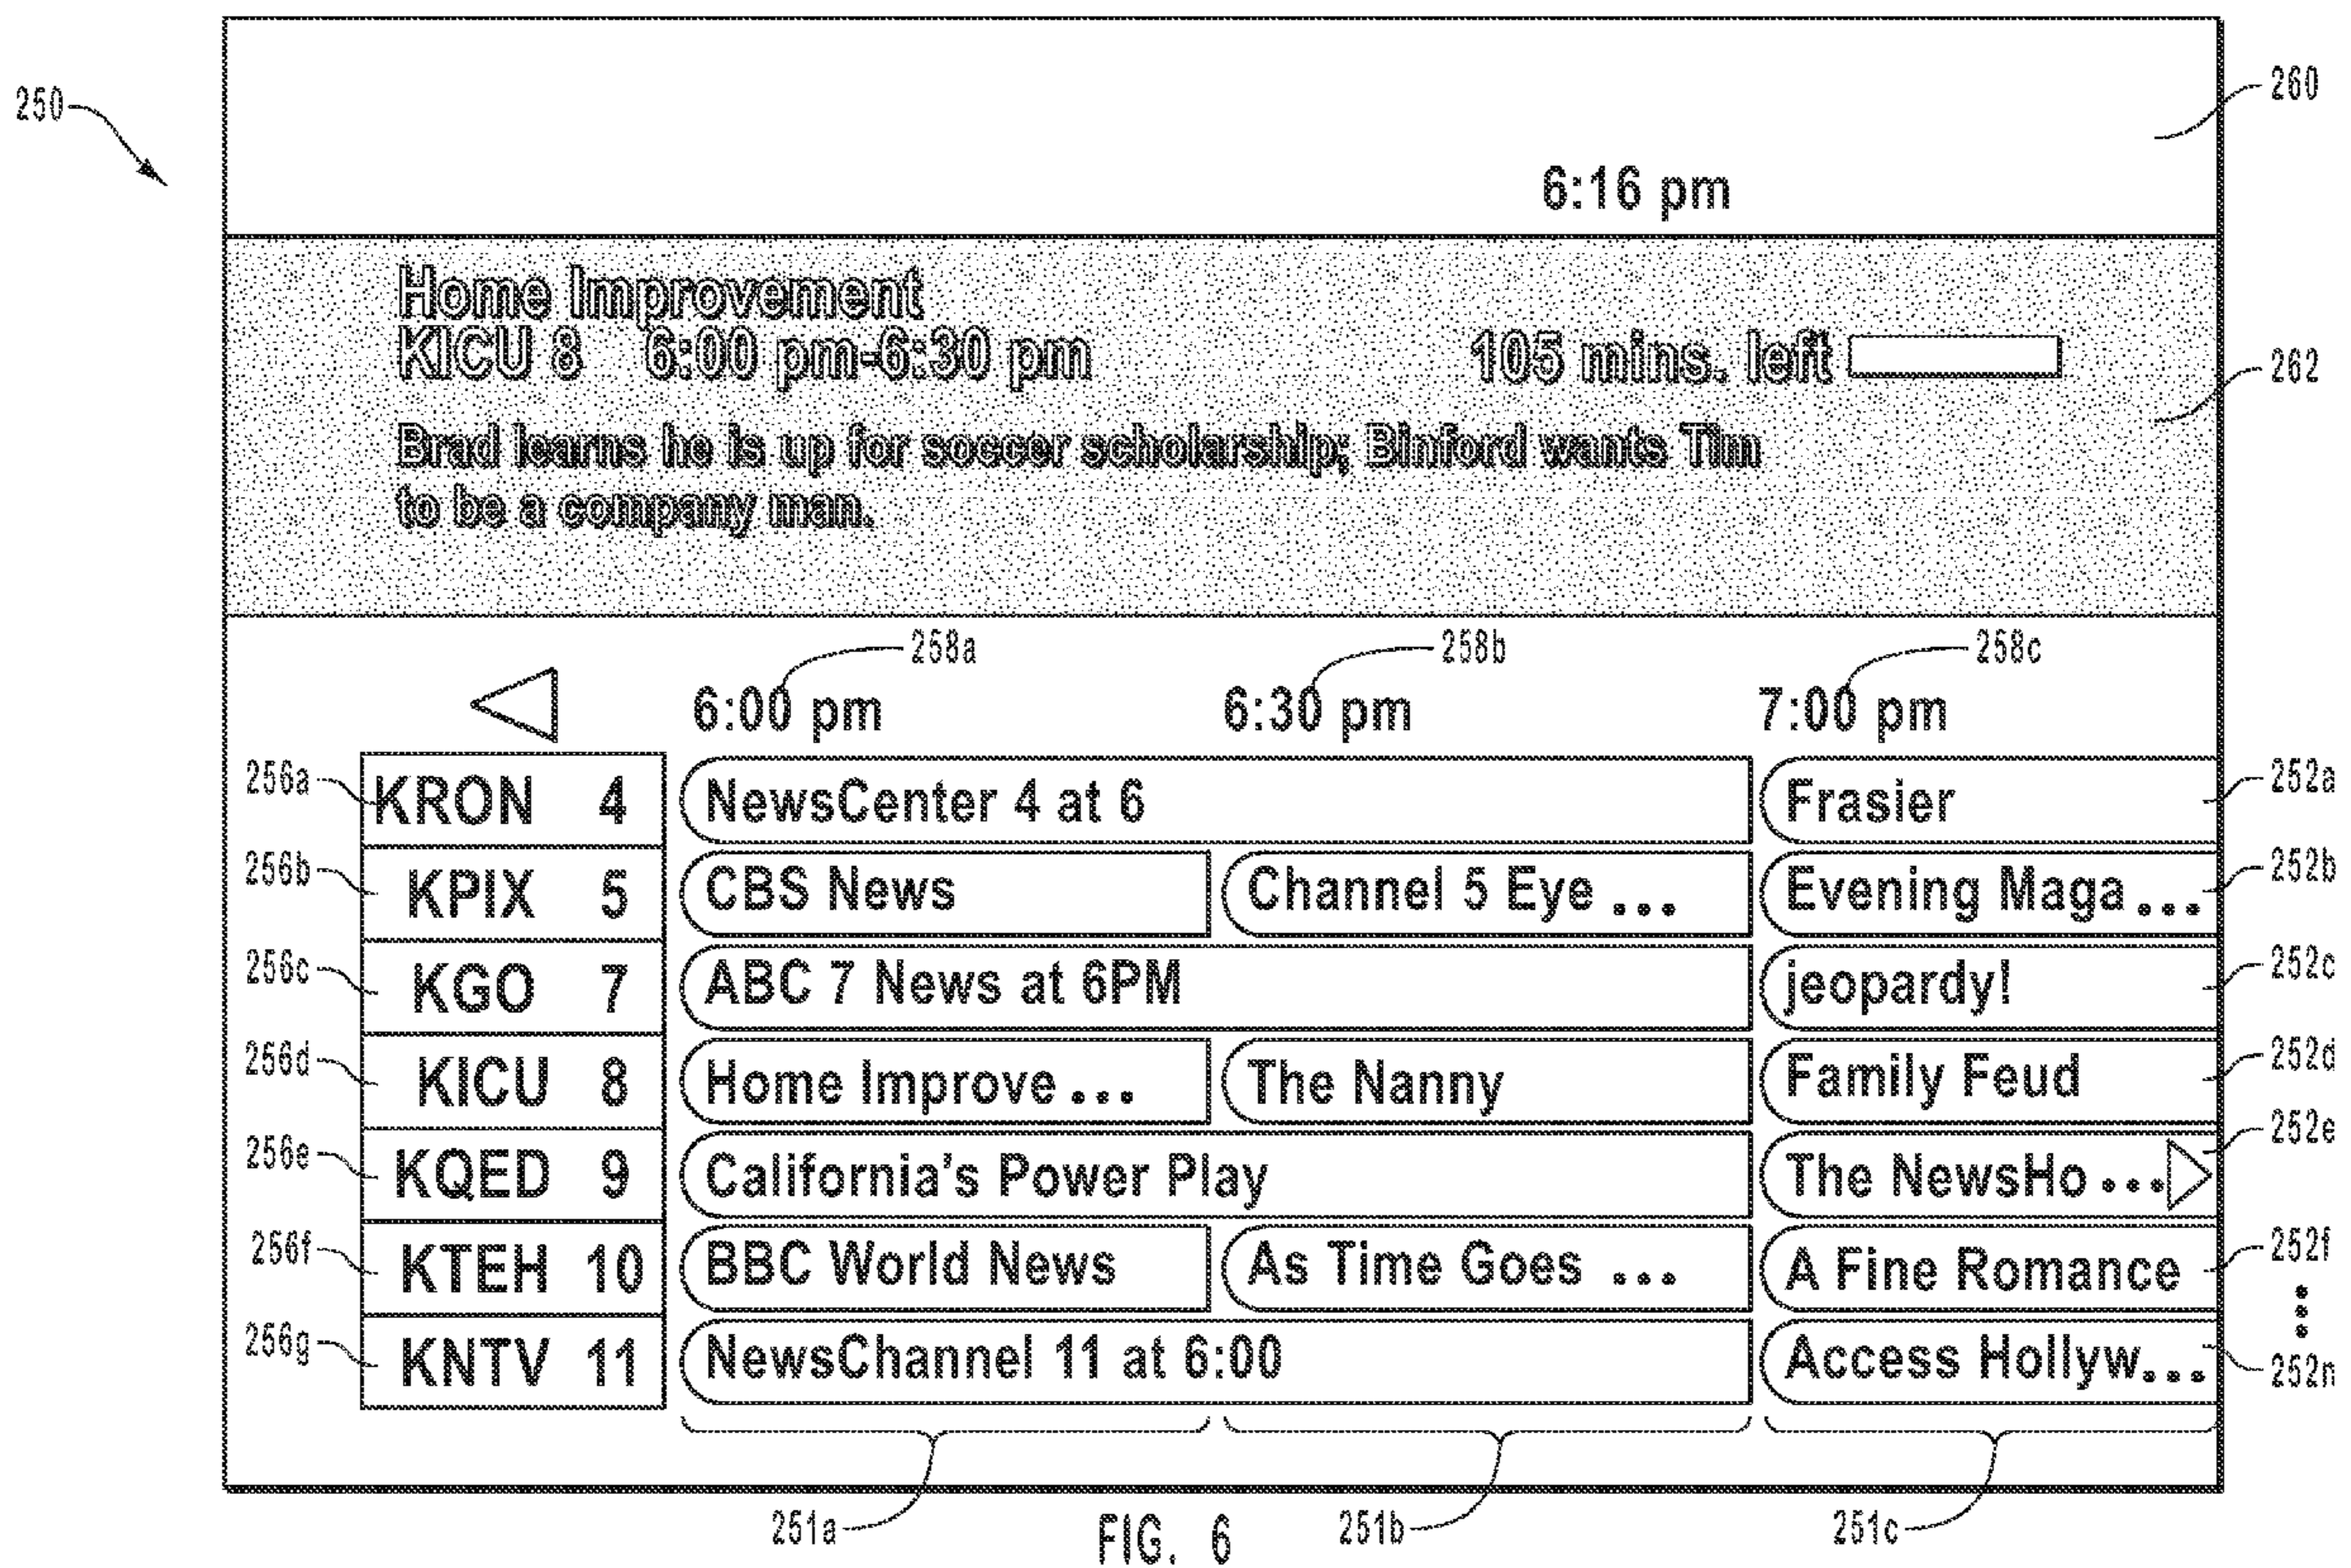 250
260
6:16 pm
Home Improvement
KICU 8 6:00 pm-6:30 pm 105 mins. left
262
Brad learns he is up for soccer scholarship; Binford wants Tim
to be a company man.
258a 258b 258c
6:00 pm 6:30 pm 7:00 pm
256a KRON 4 NewsCenter 4 at 6 Frasier 252a
256b KPIX 5 CBS News Channel 5 Eye ... Evening Maga ... 252b
256c KGO 7 ABC 7 News at 6PM jeopardy! 252c
256d KICU 8 Home Improve ... The Nanny Family Feud 252d
256e KQED 9 California's Power Play The NewsHo ... 252e
256f KTEH 10 BBC World News As Time Goes ... A Fine Romance 252f
256g KNTV 11 NewsChannel 11 at 6:00 Access Hollyw... 252n
251a 251b 251c
FIG. 6